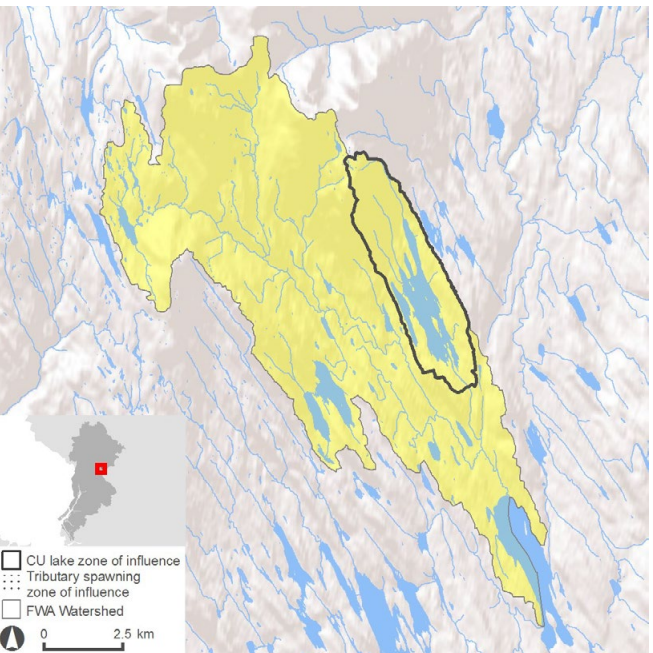 CU lake zone of influence
Tributary spawning
zone of influence
FWA Watershed
0 2.5 km